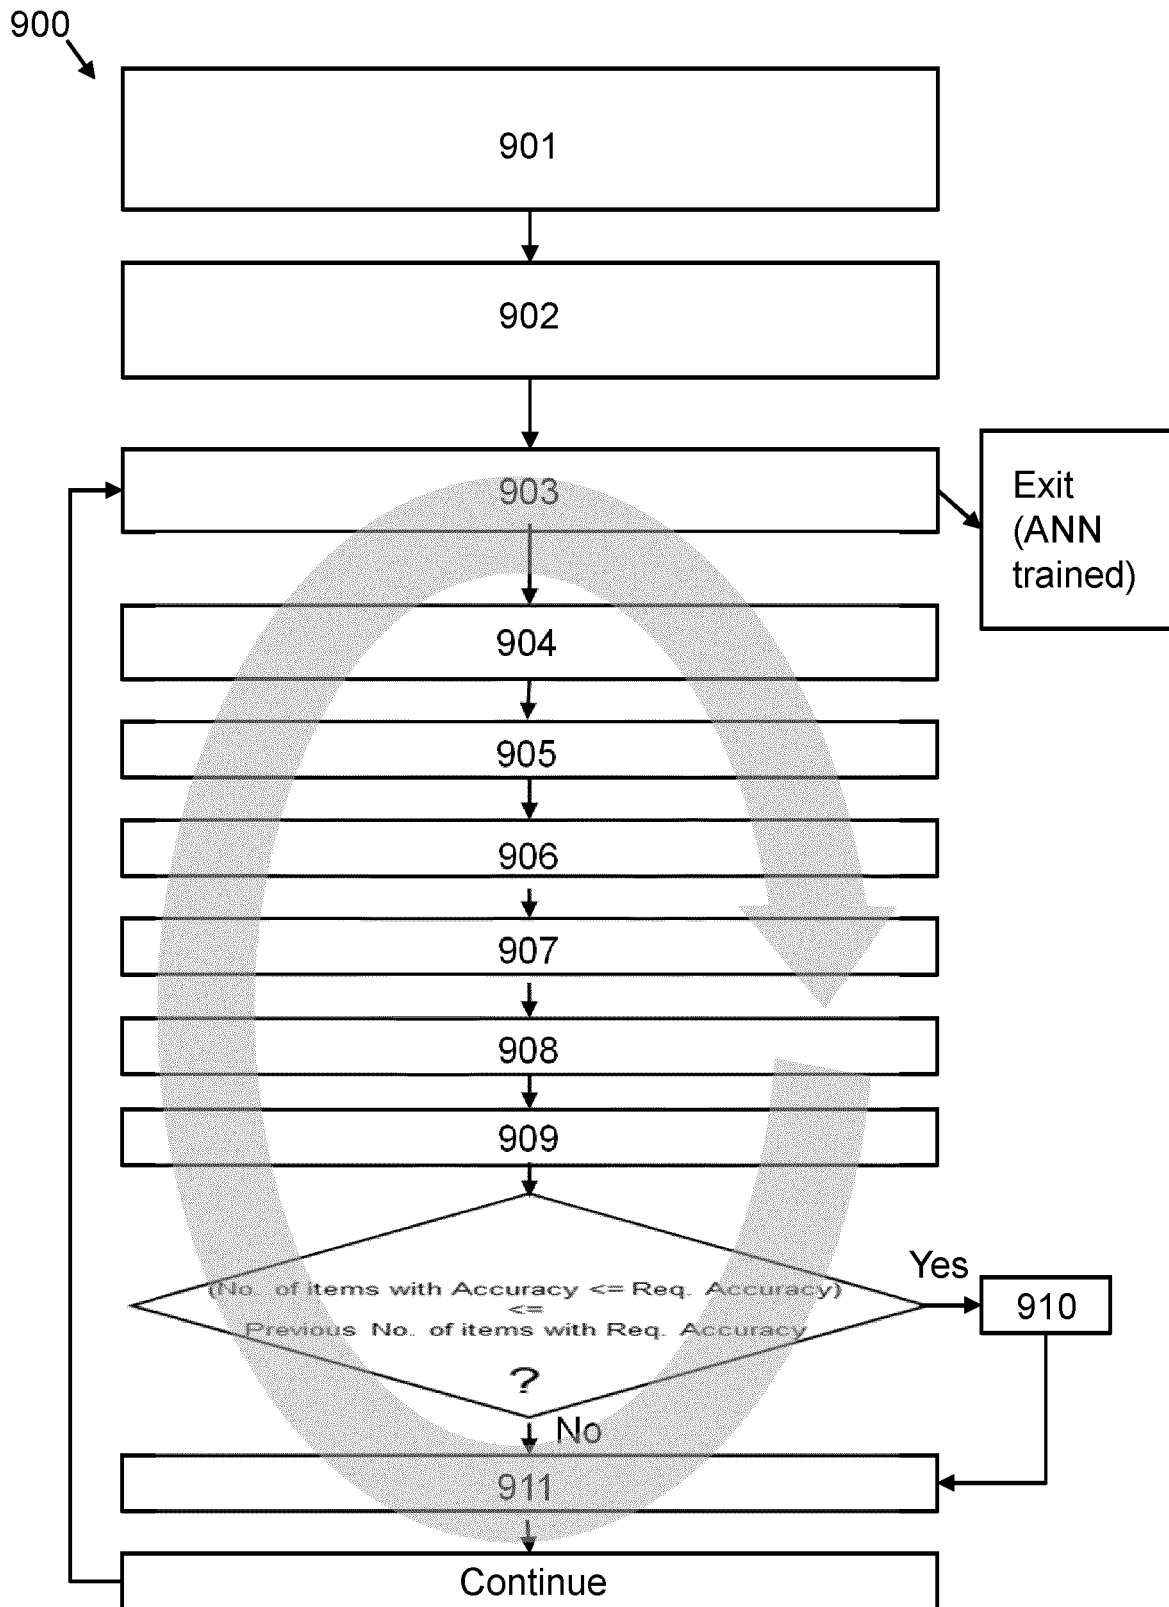 900
901
902
903
Exit
(ANN
trained)
904
905
906
907
908
909
(No. of items with Accuracy <= Req. Accuracy)
<=
Previous No. of items with Req. Accuracy
?
Yes
910
No
911
Continue